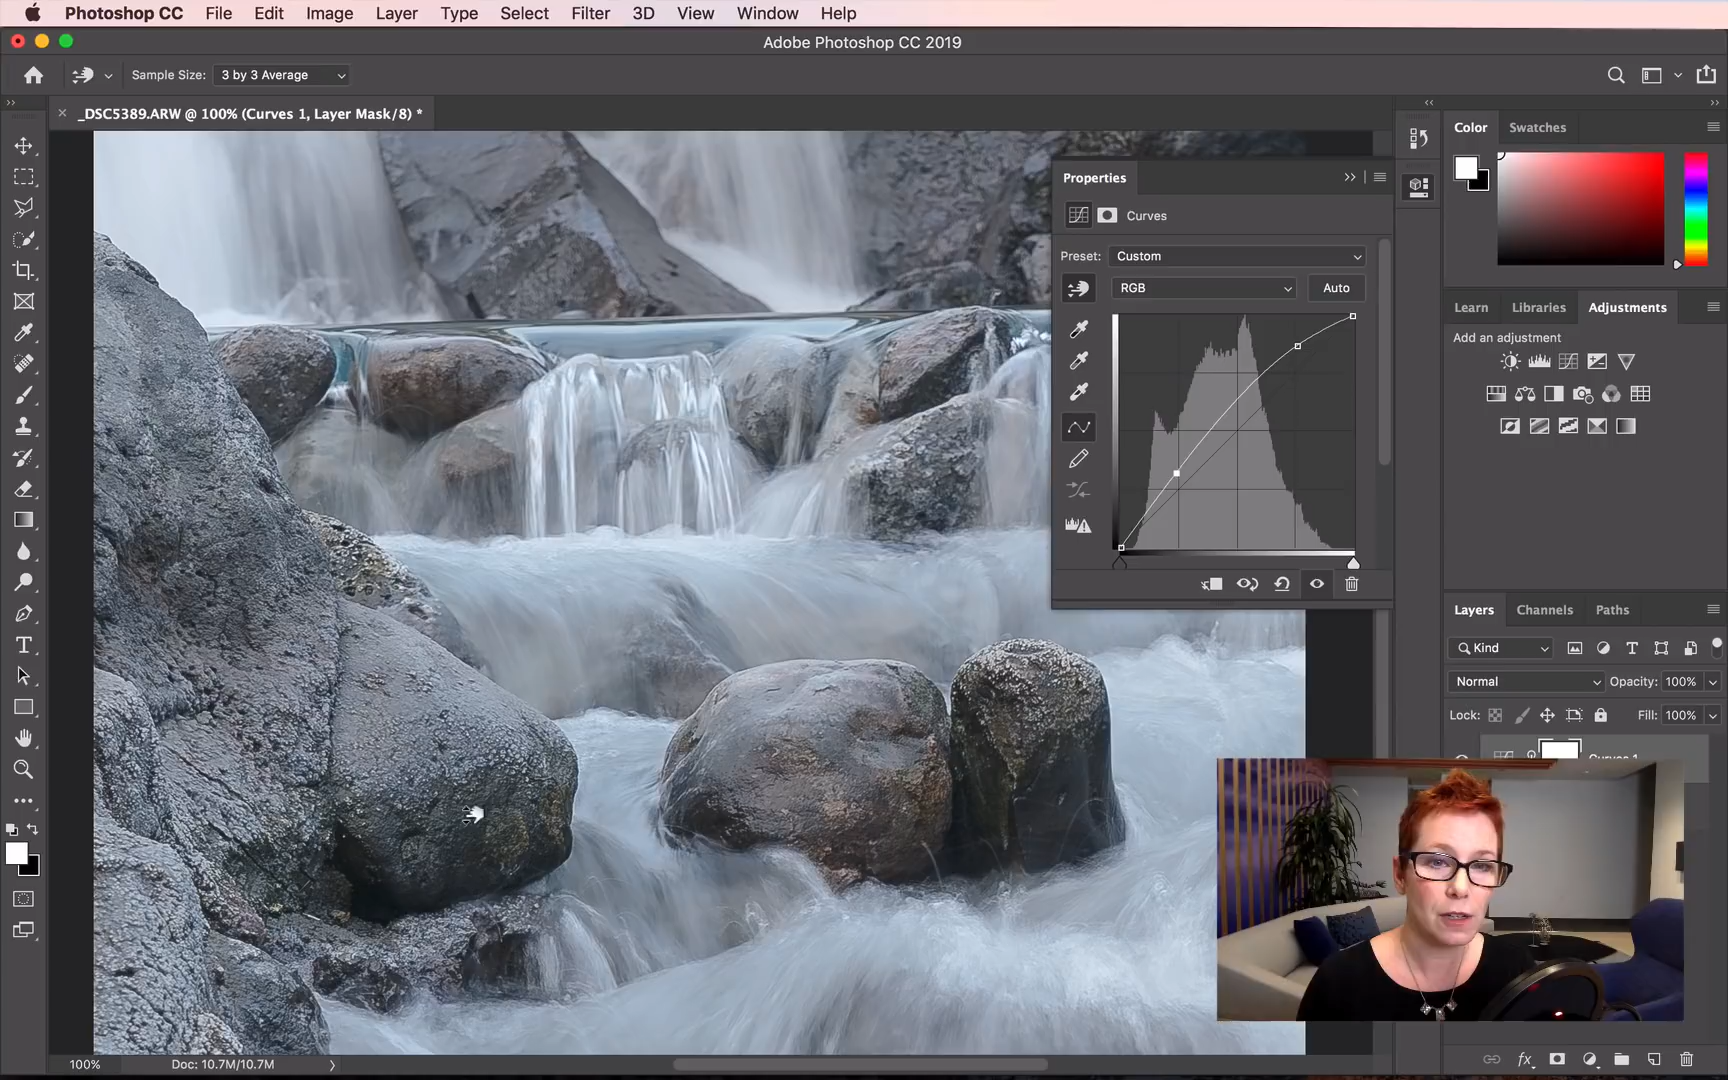 Photoshop CC File Edit Image Layer Type Select Filter 3D View Window Help
Adobe Photoshop CC 2019
Sample Size: 3 by 3 Average
_DSC5389.ARW @ 100% (Curves 1, Layer Mask/8) *
Color Swatches
Properties
Curves
Preset: Custom
RGB Auto
Learn Libraries Adjustments
Add an adjustment
Layers Channels Paths
Kind
Normal Opacity: 100%
Lock: Fill: 100%
Curves 1
100% Doc: 10.7M/10.7M